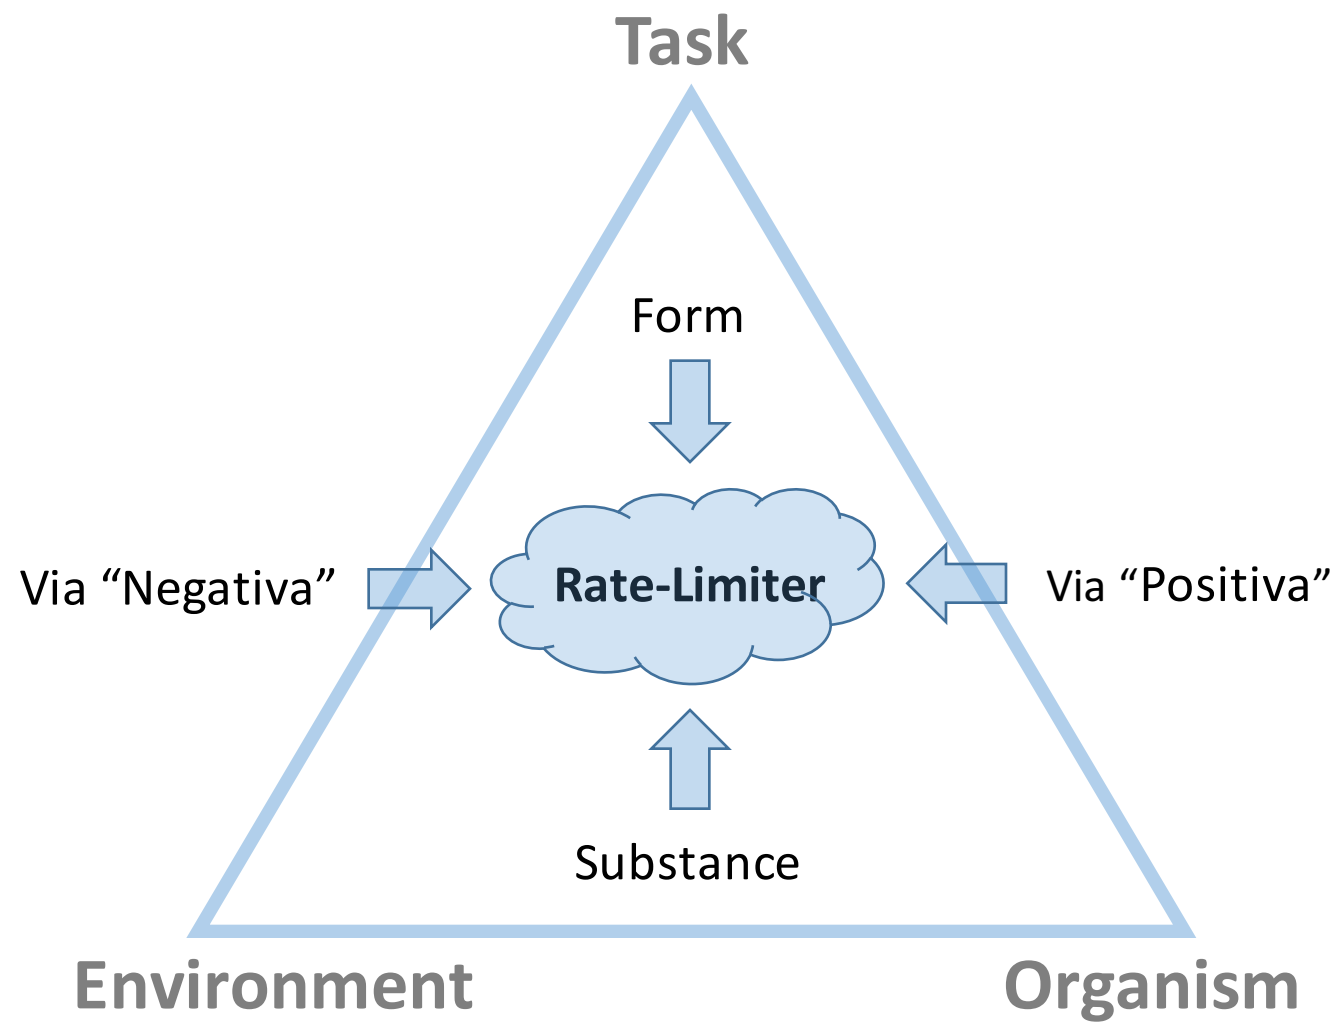 Task
Form
Via “Negativa”
Rate-Limiter
Via “Positiva”
Substance
Environment
Organism